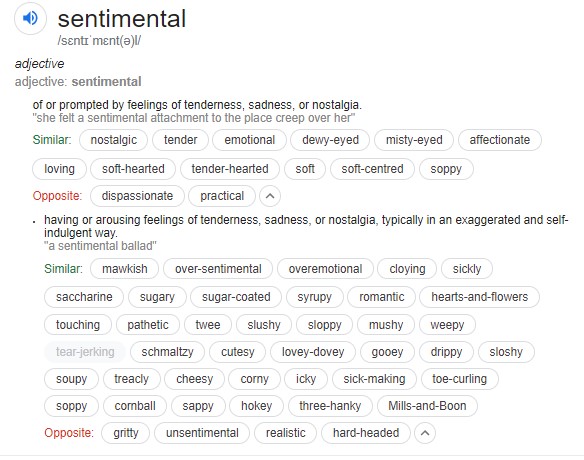 sentimental
/sɛntɪˈmɛnt(ə)l/
adjective
adjective: sentimental
of or prompted by feelings of tenderness, sadness, or nostalgia.
"she felt a sentimental attachment to the place creep over her"
Similar: nostalgic tender emotional dewy-eyed misty-eyed affectionate
loving soft-hearted tender-hearted soft soft-centred soppy
Opposite: dispassionate practical
• having or arousing feelings of tenderness, sadness, or nostalgia, typically in an exaggerated and self-
indulgent way.
"a sentimental ballad"
Similar: mawkish over-sentimental overemotional cloying sickly
saccharine sugary sugar-coated syrupy romantic hearts-and-flowers
touching pathetic twee slushy sloppy mushy weepy
tear-jerking schmaltzy cutesy lovey-dovey gooey drippy sloshy
soupy treacly cheesy corny icky sick-making toe-curling
soppy cornball sappy hokey three-hanky Mills-and-Boon
Opposite: gritty unsentimental realistic hard-headed